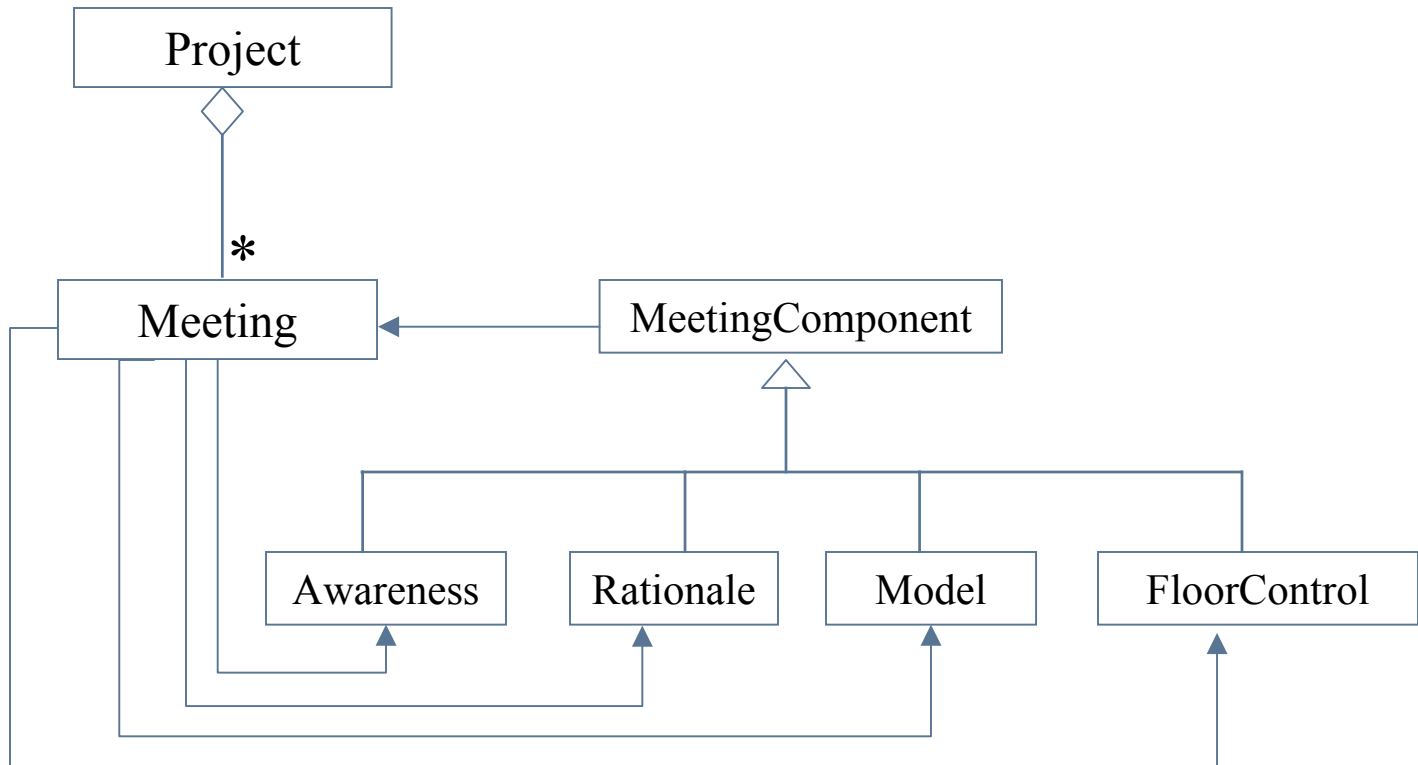 Project
*
Meeting
MeetingComponent
Awareness
Rationale
Model
FloorControl